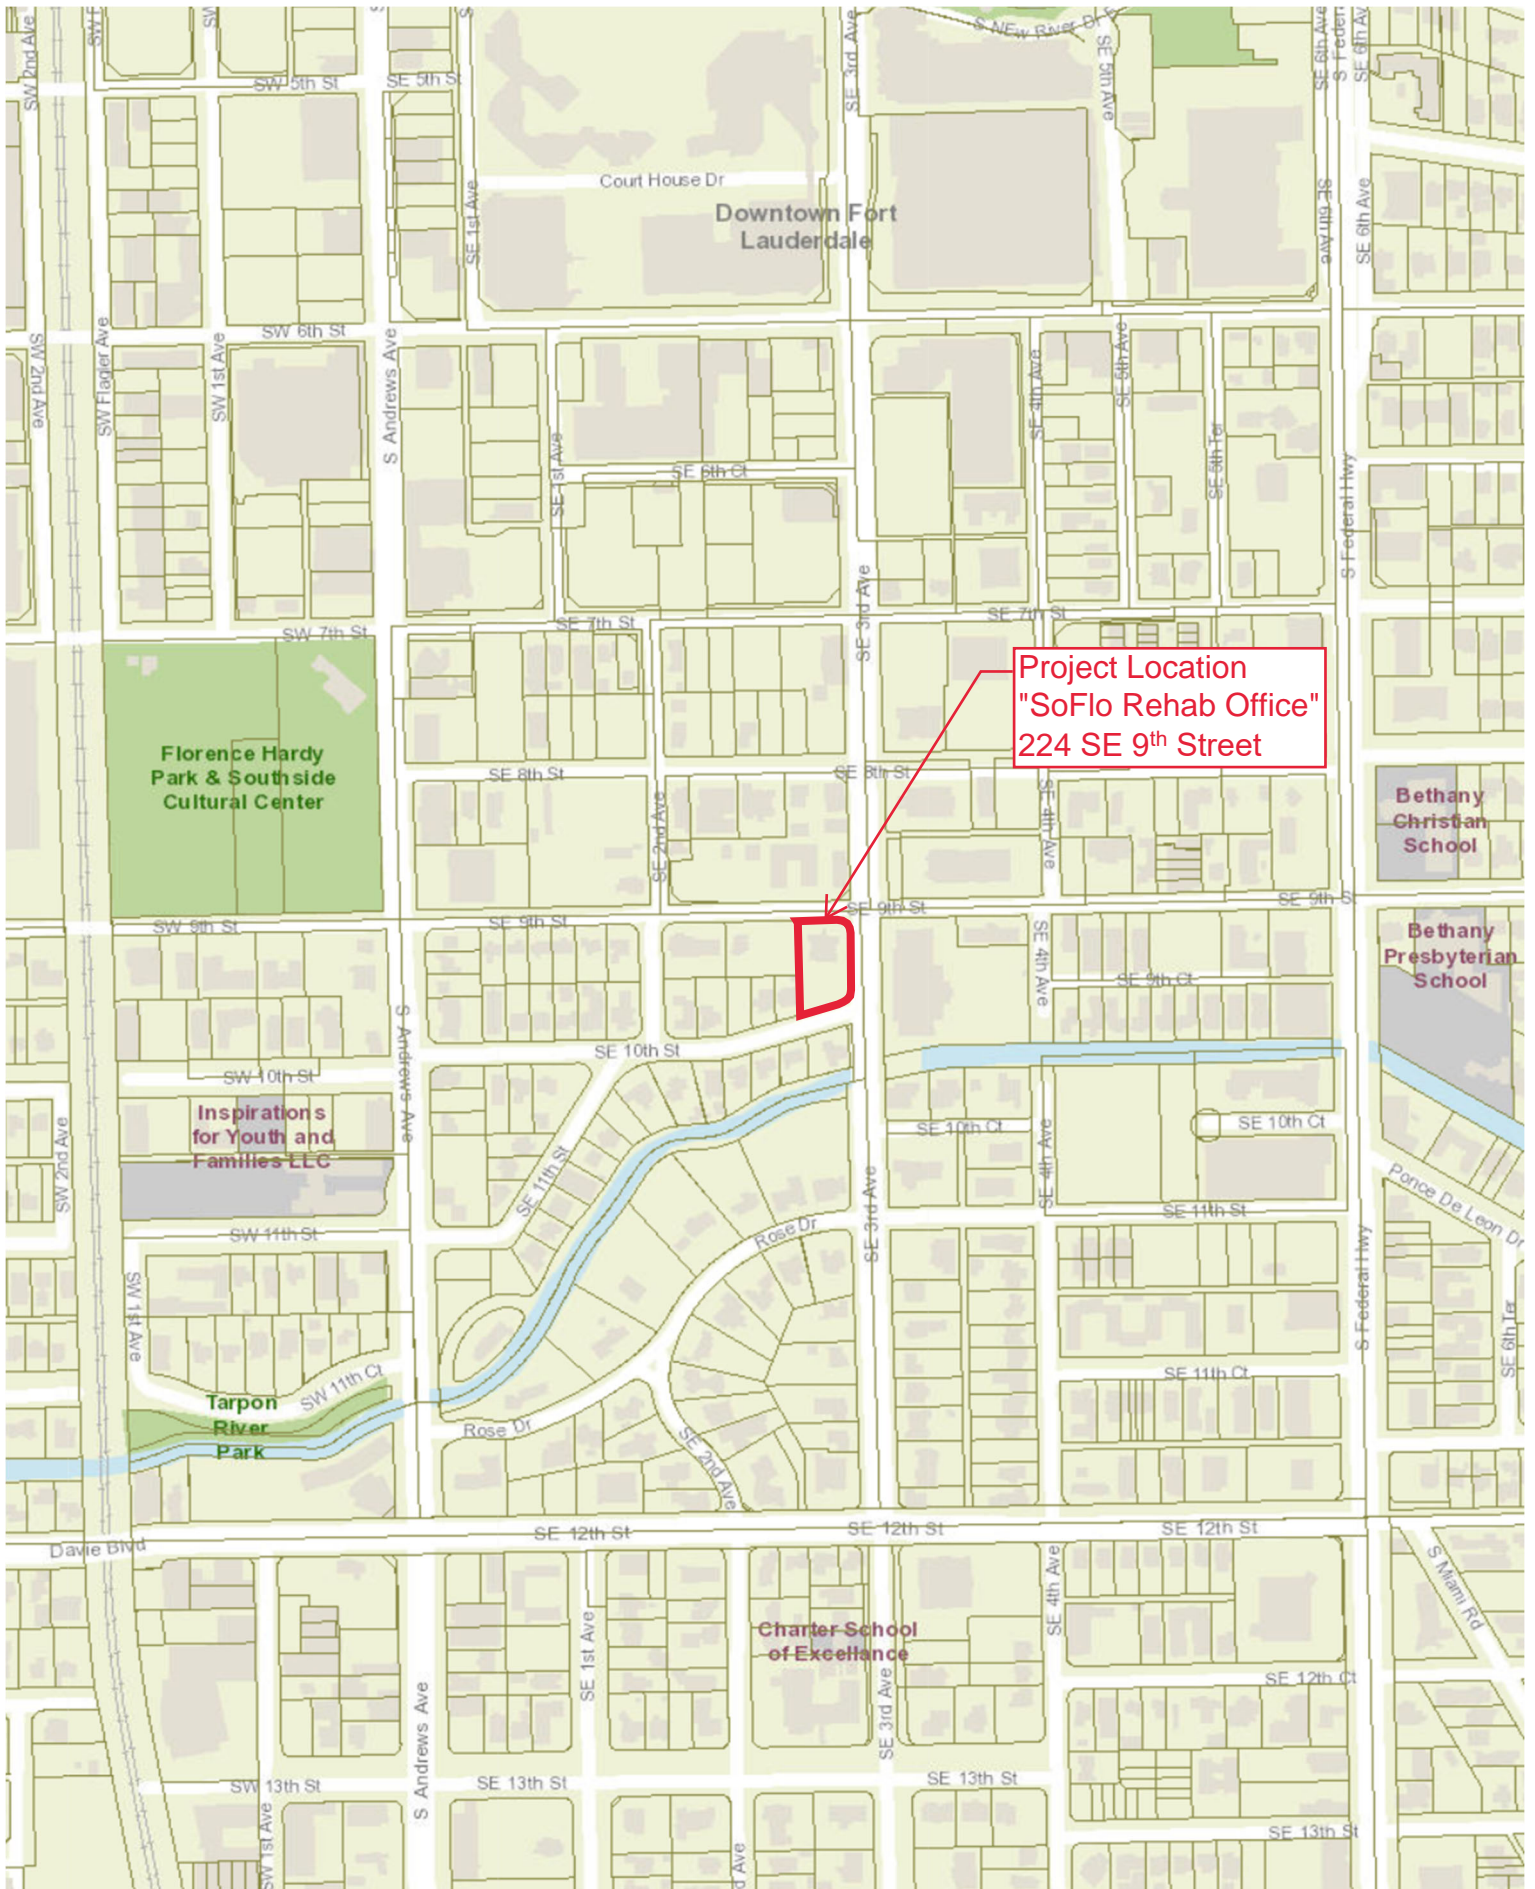 S NEw River Dr E
SW 2nd Ave
SE 3rd Ave
SE 5th Ave
SE 6th Ave
SE 6th Av
SW 5th St
SE 5th St
Court House Dr
Downtown Fort
Lauderdale
SE 1st Ave
SE 6th Ave
SE 6th Ave
SW 6th St
SW 2nd Ave
SW Flagler Ave
SW 1st Ave
S Andrews Ave
SE 4th Ave
SE 5th Ave
SE 1st Ave
SE 6th Ct
SE 5th Ter
S Federal Hwy
SE 3rd Ave
SW 7th St
SE 7th St
SE 7th St
Project Location
"SoFlo Rehab Office"
224 SE 9th Street
Florence Hardy
Park & Southside
Cultural Center
SE 8th St
SE 8th St
SE 2nd Ave
SE 4th Ave
Bethany
Christian
School
SW 9th St
SE 9th St
SE 9th St
SE 9th S
SE 4th Ave
SE 9th Ct
Bethany
Presbyterian
School
S Andrews Ave
SE 10th St
SW 10th St
Inspirations
for Youth and
Families LLC
SW 2nd Ave
SE 11th St
SE 10th Ct
SE 10th Ct
SE 4th Ave
Ponce De Leon Dr
SW 11th St
Rose Dr
SE 3rd Ave
SE 11th St
SW 1st Ave
S Federal Hwy
SE 6th Ter
SW 11th Ct
SE 11th Ct
Tarpon
River
Park
Rose Dr
SE 2nd Ave
Davie Blvd
SE 12th St
SE 12th St
SE 12th St
SE 4th Ave
S Miami Rd
SE 1st Ave
Charter School
of Excellance
SE 12th Ct
S Andrews Ave
SE 3rd Ave
SW 13th St
SE 13th St
SE 13th St
SE 13th St
SW 1st Ave
d Ave